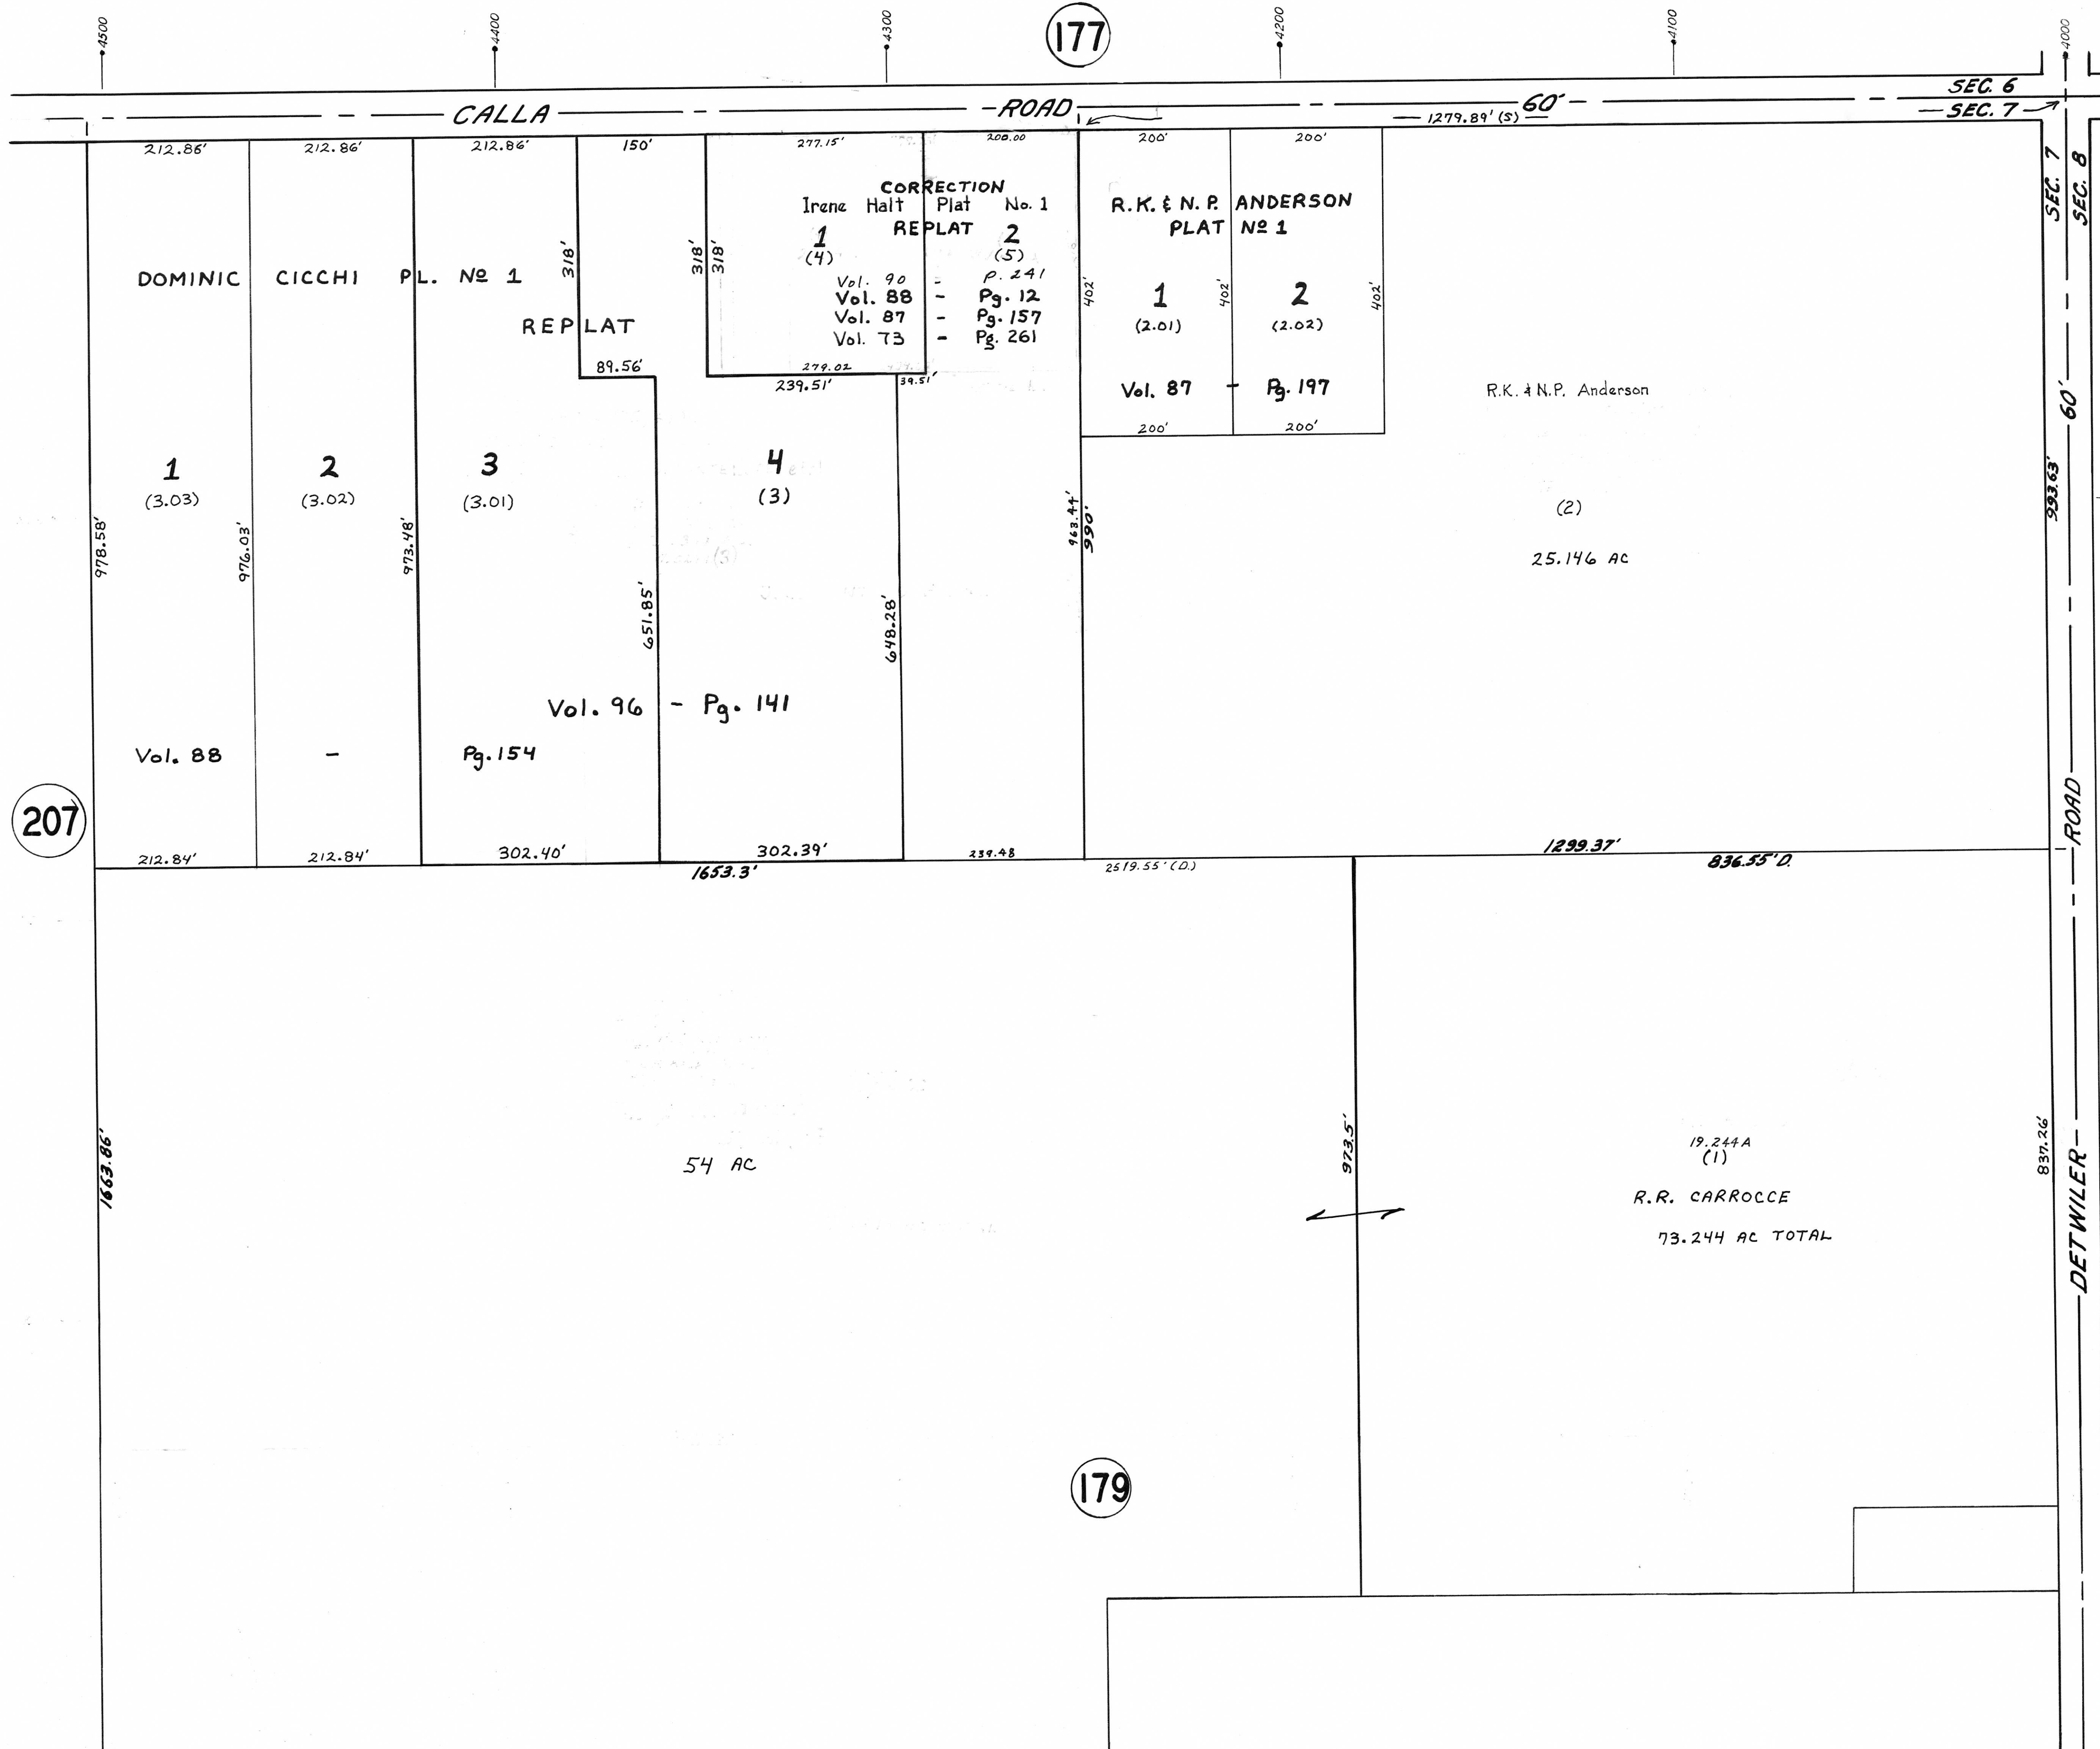 4500
4400
4300
177
4200
4100
4000
SEC. 6
CALLA ROAD 60'
1279.89' (S)
SEC. 7
212.86'
212.86'
212.86'
150'
277.15'
200.00
200'
200'
SEC. 7
SEC. 8
CORRECTION
Irene Halt Plat No. 1
REPLAT
1
(4)
2
(5)
Vol. 90 - P. 241
Vol. 88 - Pg. 12
Vol. 87 - Pg. 157
Vol. 73 - Pg. 261
R.K. & N.P. ANDERSON
PLAT Nº 1
318'
318'
318'
DOMINIC CICCHI PL. Nº 1
REPLAT
402'
402'
402'
1
(2.01)
2
(2.02)
89.56'
279.02
239.51'
39.51'
Vol. 87 - Pg. 197
200'
200'
R.K. & N.P. Anderson
(2)
25.146 AC
60'
993.63'
1
(3.03)
2
(3.02)
3
(3.01)
4
(3)
978.58'
976.03'
973.48'
651.85'
648.28'
963.44'
990'
Vol. 96 - Pg. 141
Vol. 88 - Pg. 154
207
212.84'
212.84'
302.40'
302.39'
239.48
1299.37'
1653.3'
2519.55' (D.)
836.55' D.
ROAD
1663.86'
54 AC
973.5'
19.244 A
(1)
R.R. CARROCCE
73.244 AC TOTAL
837.26'
DETWILER
179